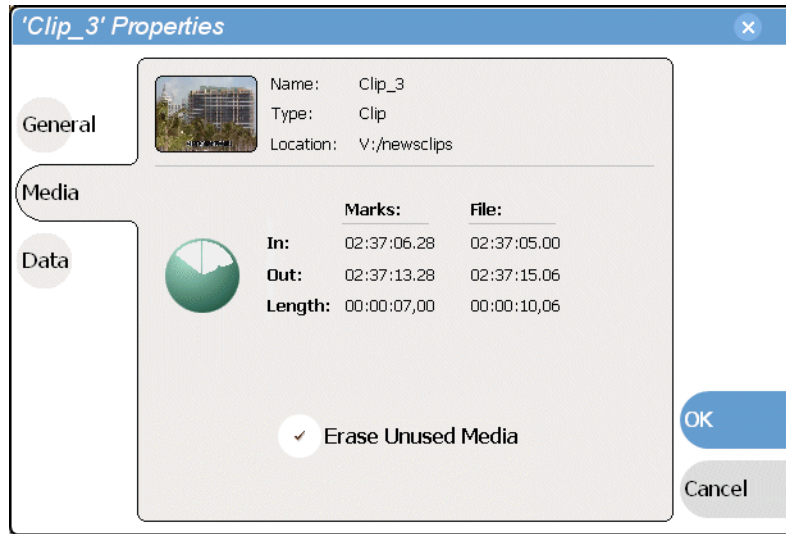 'Clip_3' Properties
General
Media
Data
Name: Clip_3
Type: Clip
Location: V:/newsclips
Marks: File:
In: 02:37:06.28 02:37:05.00
Out: 02:37:13.28 02:37:15.06
Length: 00:00:07,00 00:00:10,06
Erase Unused Media
OK
Cancel